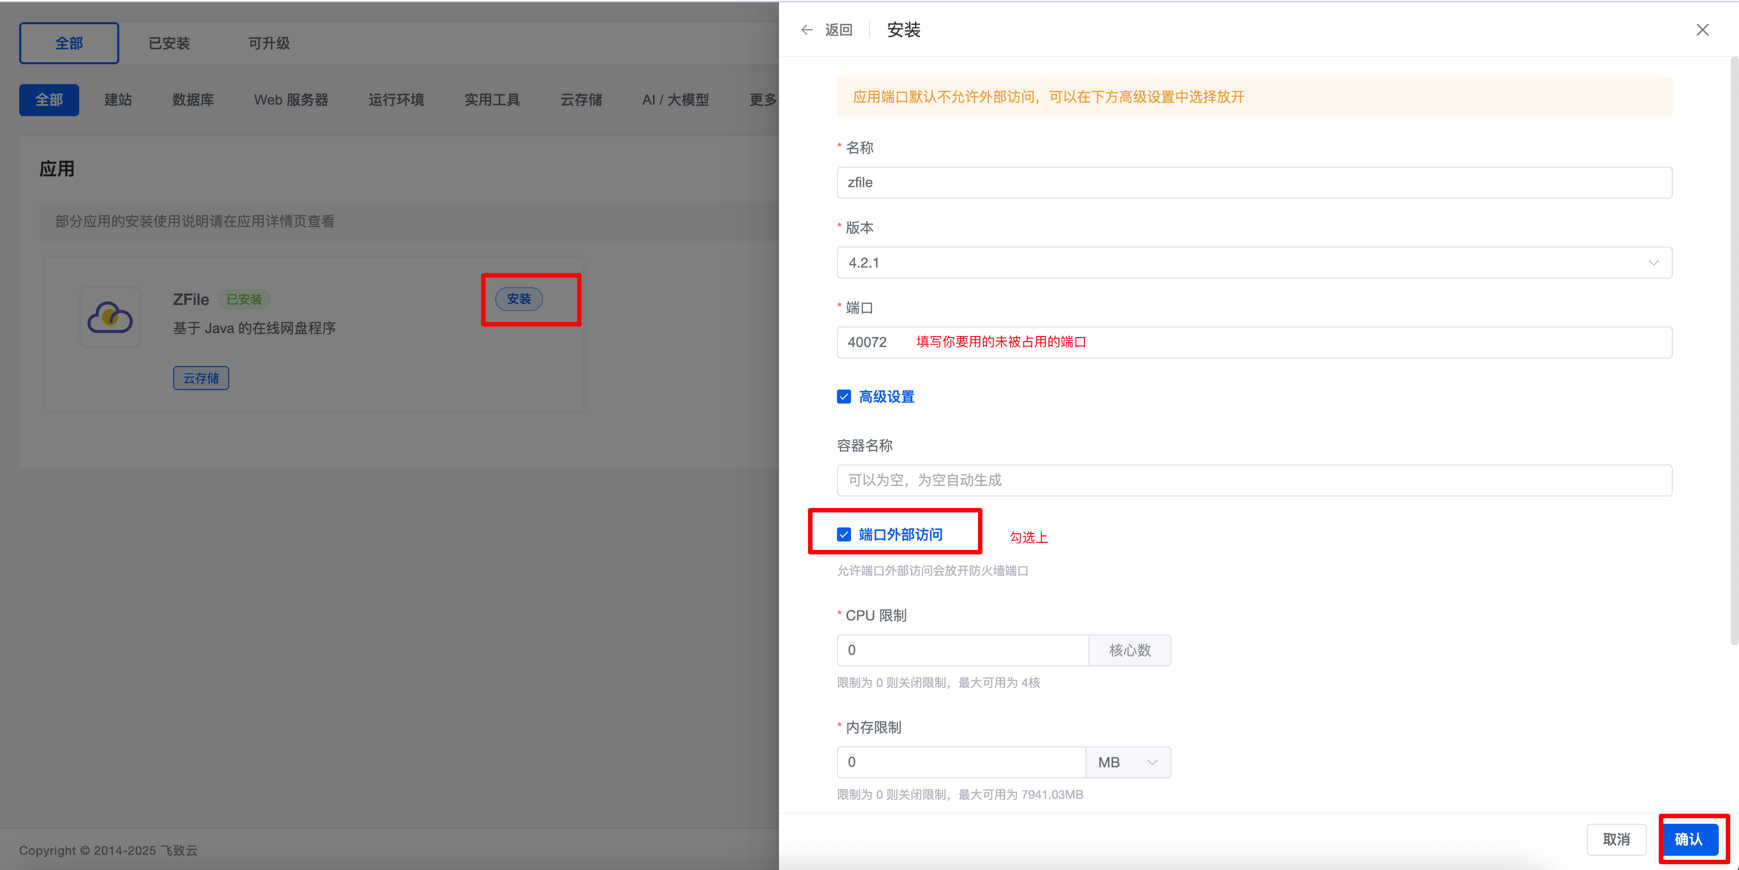 全部 已安装 可升级
全部 建站 数据库 Web 服务器 运行环境 实用工具 云存储 AI / 大模型 更多
应用
部分应用的安装使用说明请在应用详情页查看
ZFile 已安装 安装
基于 Java 的在线网盘程序
云存储
Copyright © 2014-2025 飞致云
返回 安装
应用端口默认不允许外部访问，可以在下方高级设置中选择放开
* 名称
zfile
* 版本
4.2.1
* 端口
40072 填写你要用的未被占用的端口
高级设置
容器名称
可以为空，为空自动生成
端口外部访问 勾选上
允许端口外部访问会放开防火墙端口
* CPU 限制
0 核心数
限制为 0 则关闭限制，最大可用为 4核
* 内存限制
0 MB
限制为 0 则关闭限制，最大可用为 7941.03MB
取消 确认